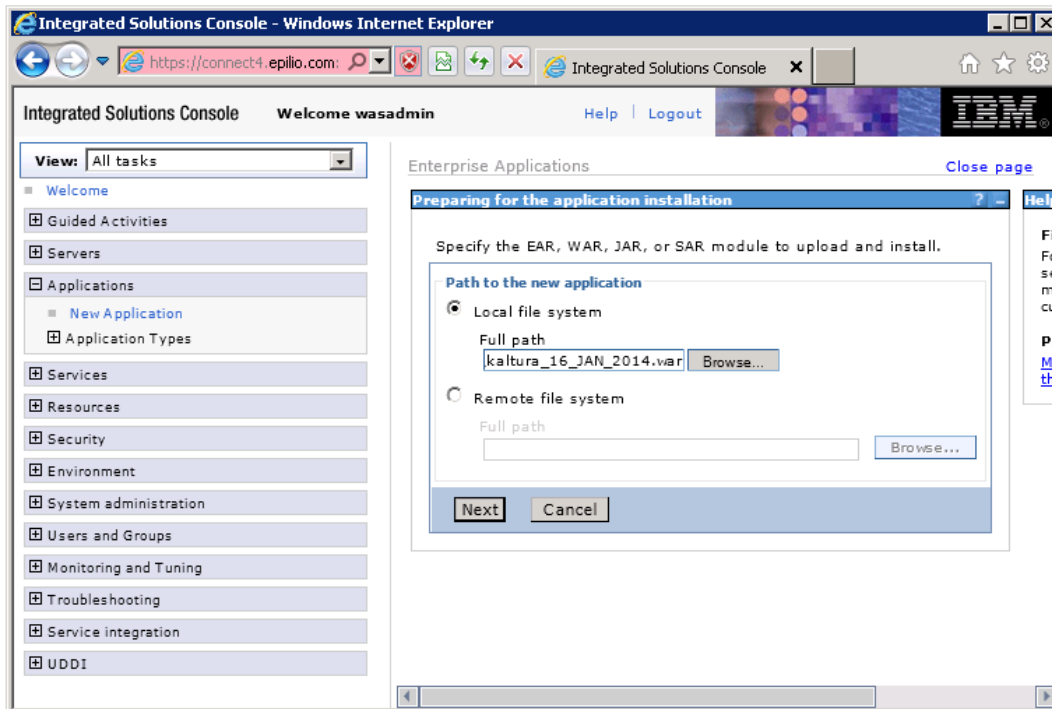 Integrated Solutions Console - Windows Internet Explorer
https://connect4.epilio.com:
Integrated Solutions Console
Integrated Solutions Console
Welcome wasadmin
Help
Logout
IBM®
View: All tasks
Welcome
Guided Activities
Servers
Applications
New Application
Application Types
Services
Resources
Security
Environment
System administration
Users and Groups
Monitoring and Tuning
Troubleshooting
Service integration
UDDI
Enterprise Applications
Close page
Preparing for the application installation
? –
Specify the EAR, WAR, JAR, or SAR module to upload and install.
Path to the new application
Local file system
Full path
kaltura_16_JAN_2014.war
Browse...
Remote file system
Full path
Browse...
Next
Cancel
Help